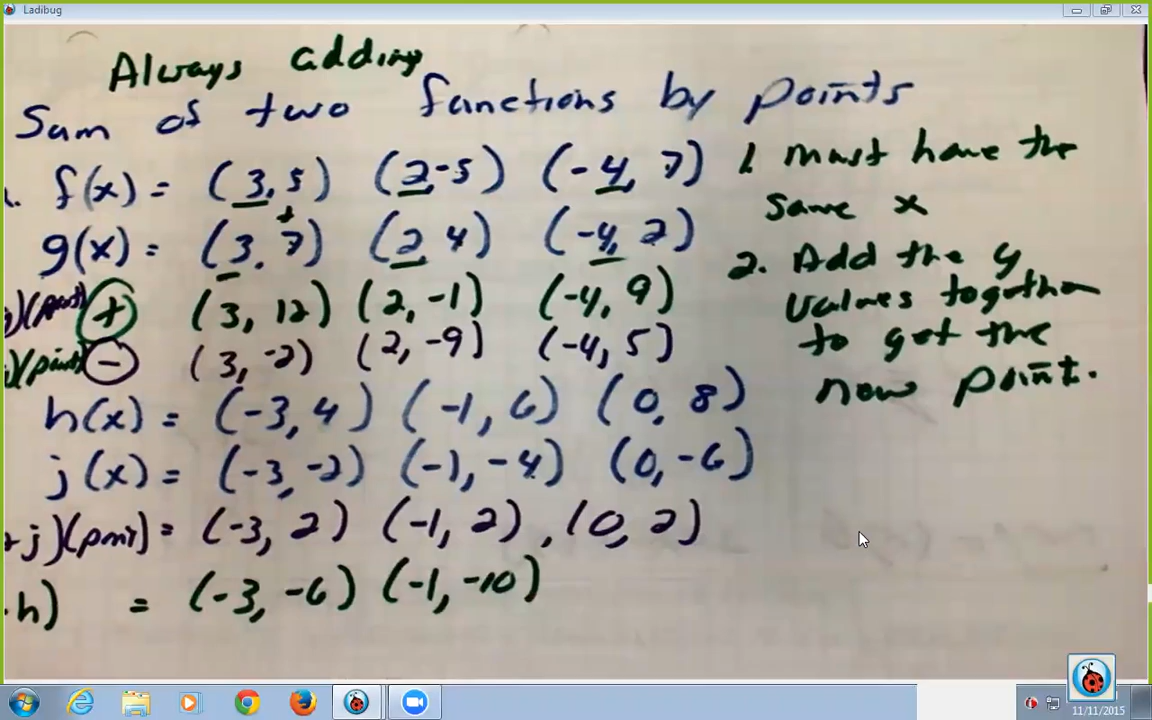 Ladibug
Always adding
Sum of two functions by points
f(x) = (3, 5) (2, -5) (-4, 7)
g(x) = (3, 7) (2, 4) (-4, 2)
+
)(point) + (3, 12) (2, -1) (-4, 9)
)(point) - (3, -2) (2, -9) (-4, 5)
h(x) = (-3, 4) (-1, 6) (0, 8)
j(x) = (-3, -2) (-1, -4) (0, -6)
+j)(point) = (-3, 2) (-1, 2), (0, 2)
-h) = (-3, -6) (-1, -10)
1. must have the
same x
2. Add the y
values together
to get the
new point.
11/11/2015